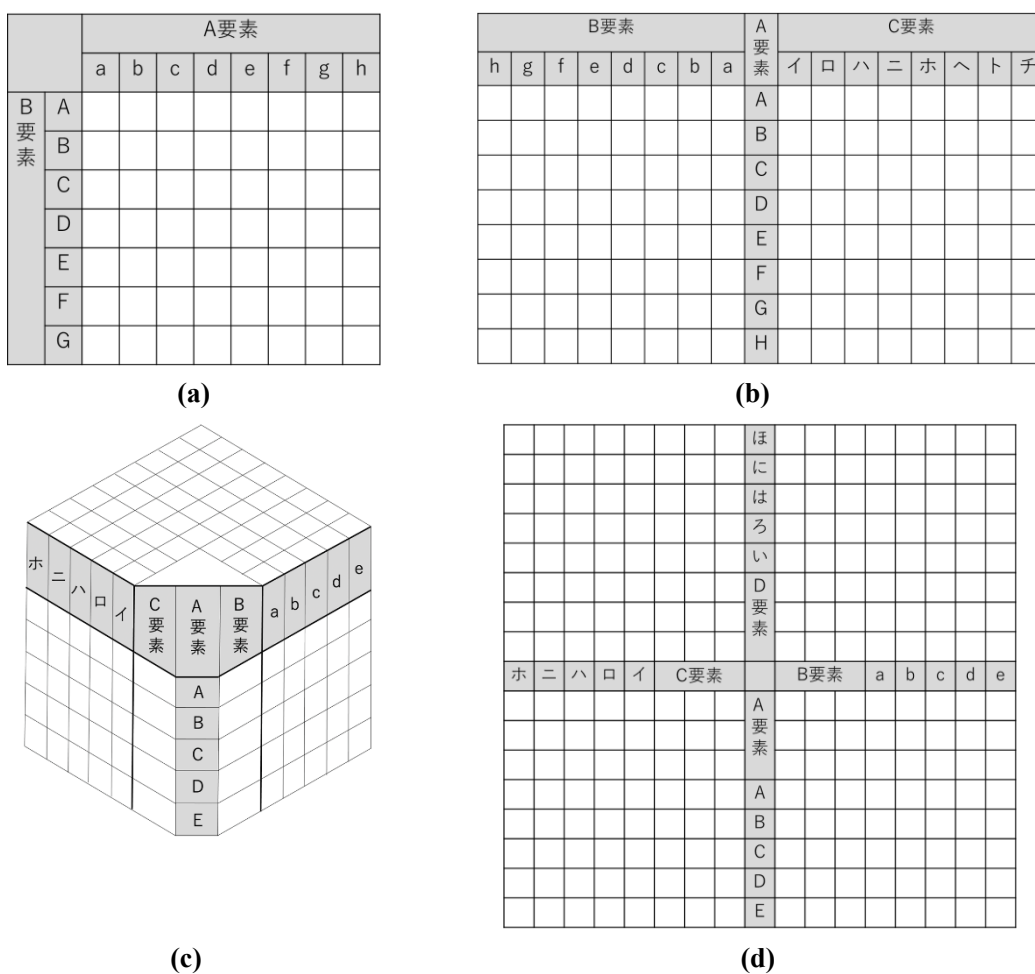 A要素
a b c d e f g h
B要素
A
B
C
D
E
F
G
(a)
B要素 A要素 C要素
h g f e d c b a イ ロ ハ ニ ホ ヘ ト チ
A
B
C
D
E
F
G
H
(b)
ホ ニ ハ ロ イ C要素 A要素 B要素 a b c d e
A
B
C
D
E
(c)
ほ
に
は
ろ
い
D要素
ホ ニ ハ ロ イ C要素 B要素 a b c d e
A要素
A
B
C
D
E
(d)